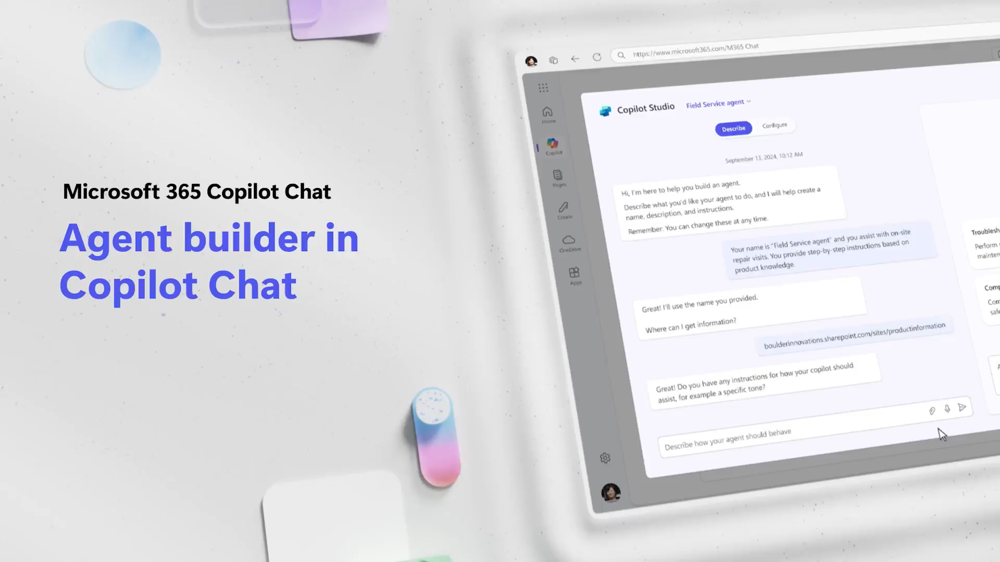 Microsoft 365 Copilot Chat
Agent builder in
Copilot Chat
https://www.microsoft365.com/M365 Chat
Copilot Studio
Field Service agent
Describe
Configure
Home
Copilot
Pages
Create
OneDrive
Apps
September 13, 2024, 10:12 AM
Hi, I'm here to help you build an agent.
Describe what you'd like your agent to do, and I will help create a
name, description, and instructions.
Remember: You can change these at any time.
Your name is "Field Service agent" and you assist with on-site
repair visits. You provide step-by-step instructions based on
product knowledge.
Great! I'll use the name you provided.
Where can I get information?
boulderinnovations.sharepoint.com/sites/productinformation
Great! Do you have any instructions for how your copilot should
assist, for example a specific tone?
Describe how your agent should behave
Troublesh
Perform
mainten
Comp
Com
safe